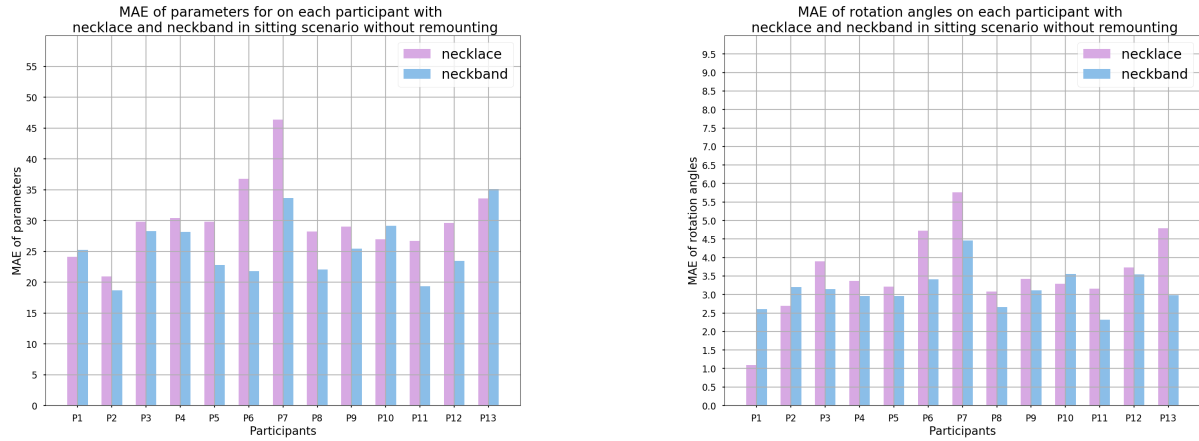 MAE of parameters for on each participant with
necklace and neckband in sitting scenario without remounting
necklace
neckband
55
50
45
40
35
30
25
20
15
10
5
0
MAE of parameters
P1 P2 P3 P4 P5 P6 P7 P8 P9 P10 P11 P12 P13
Participants
MAE of rotation angles on each participant with
necklace and neckband in sitting scenario without remounting
necklace
neckband
9.5
9.0
8.5
8.0
7.5
7.0
6.5
6.0
5.5
5.0
4.5
4.0
3.5
3.0
2.5
2.0
1.5
1.0
0.5
0.0
MAE of rotation angles
P1 P2 P3 P4 P5 P6 P7 P8 P9 P10 P11 P12 P13
Participants